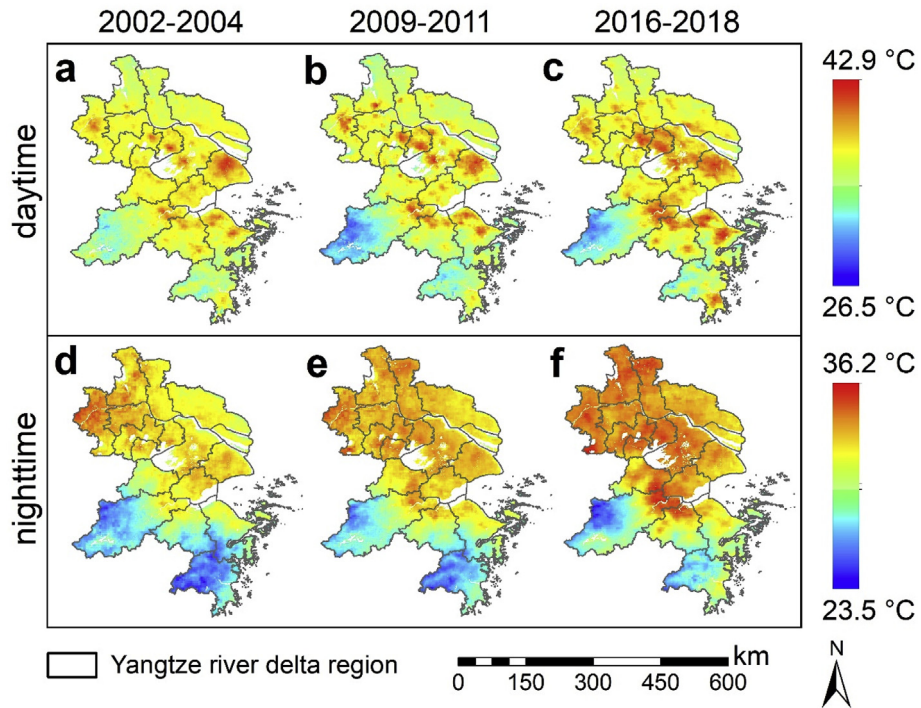 2002-2004 2009-2011 2016-2018
a b c
42.9 °C
daytime
26.5 °C
d e f
36.2 °C
nighttime
23.5 °C
Yangtze river delta region
km
0 150 300 450 600
N